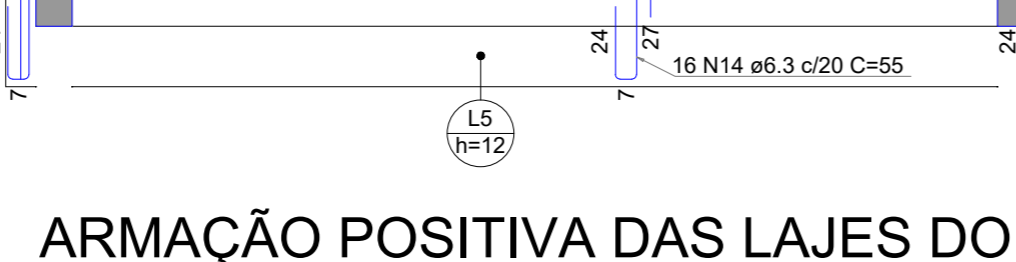 24
27
24
16 N14 ø6.3 c/20 C=55
7
7
L5
h=12
ARMAÇÃO POSITIVA DAS LAJES DO